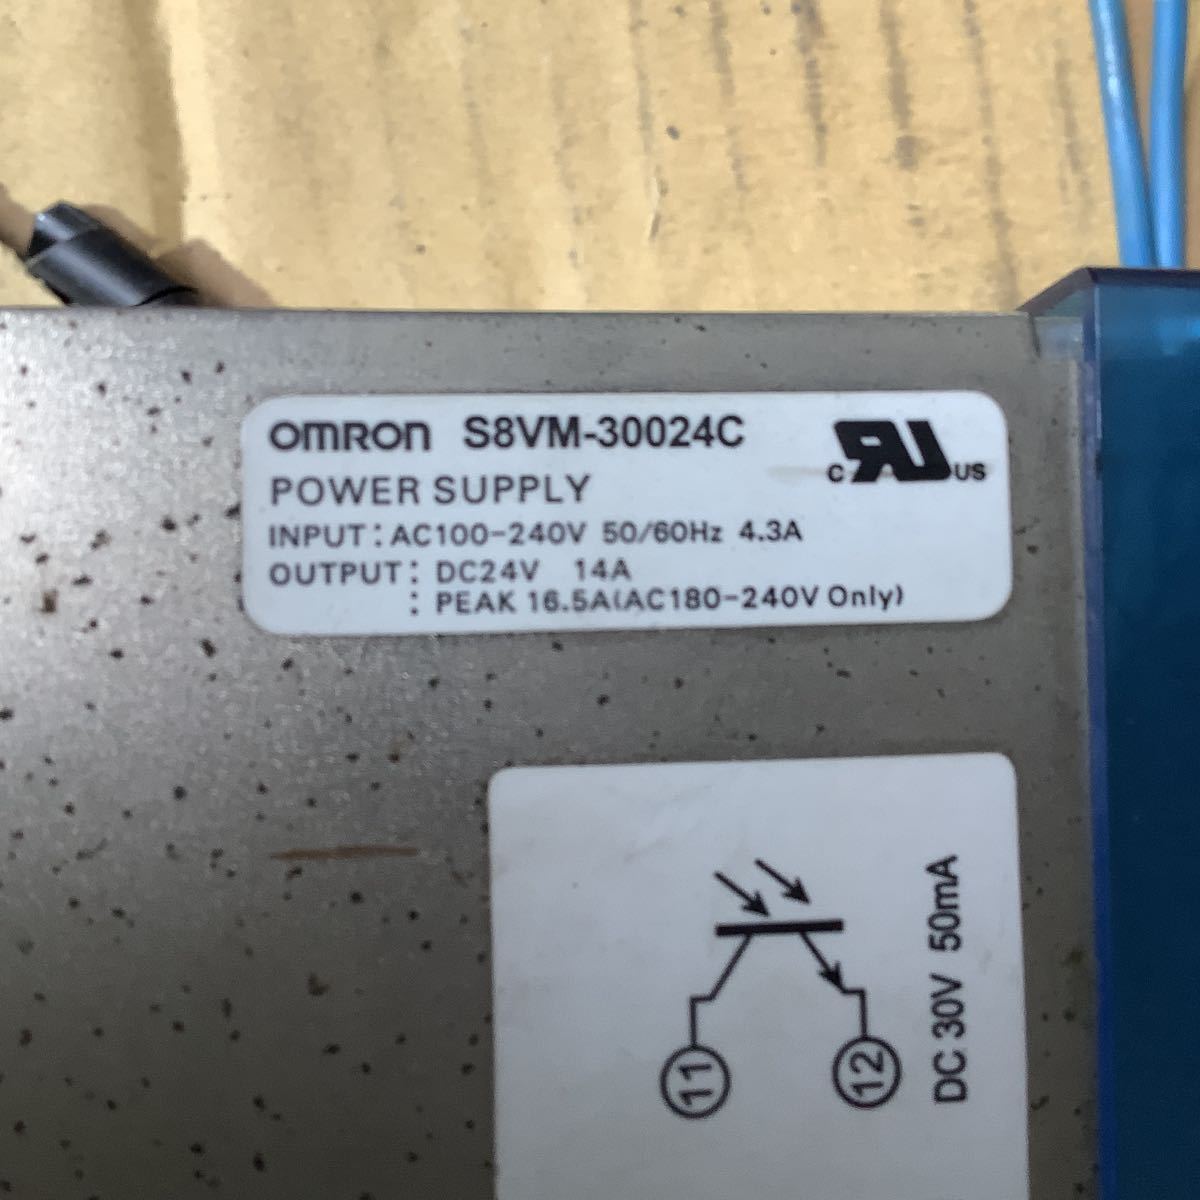 OMRON S8VM-30024C
POWER SUPPLY
INPUT : AC100-240V 50/60Hz 4.3A
OUTPUT : DC24V 14A
: PEAK 16.5A(AC180-240V Only)
C RU US
DC 30V 50mA
11
12